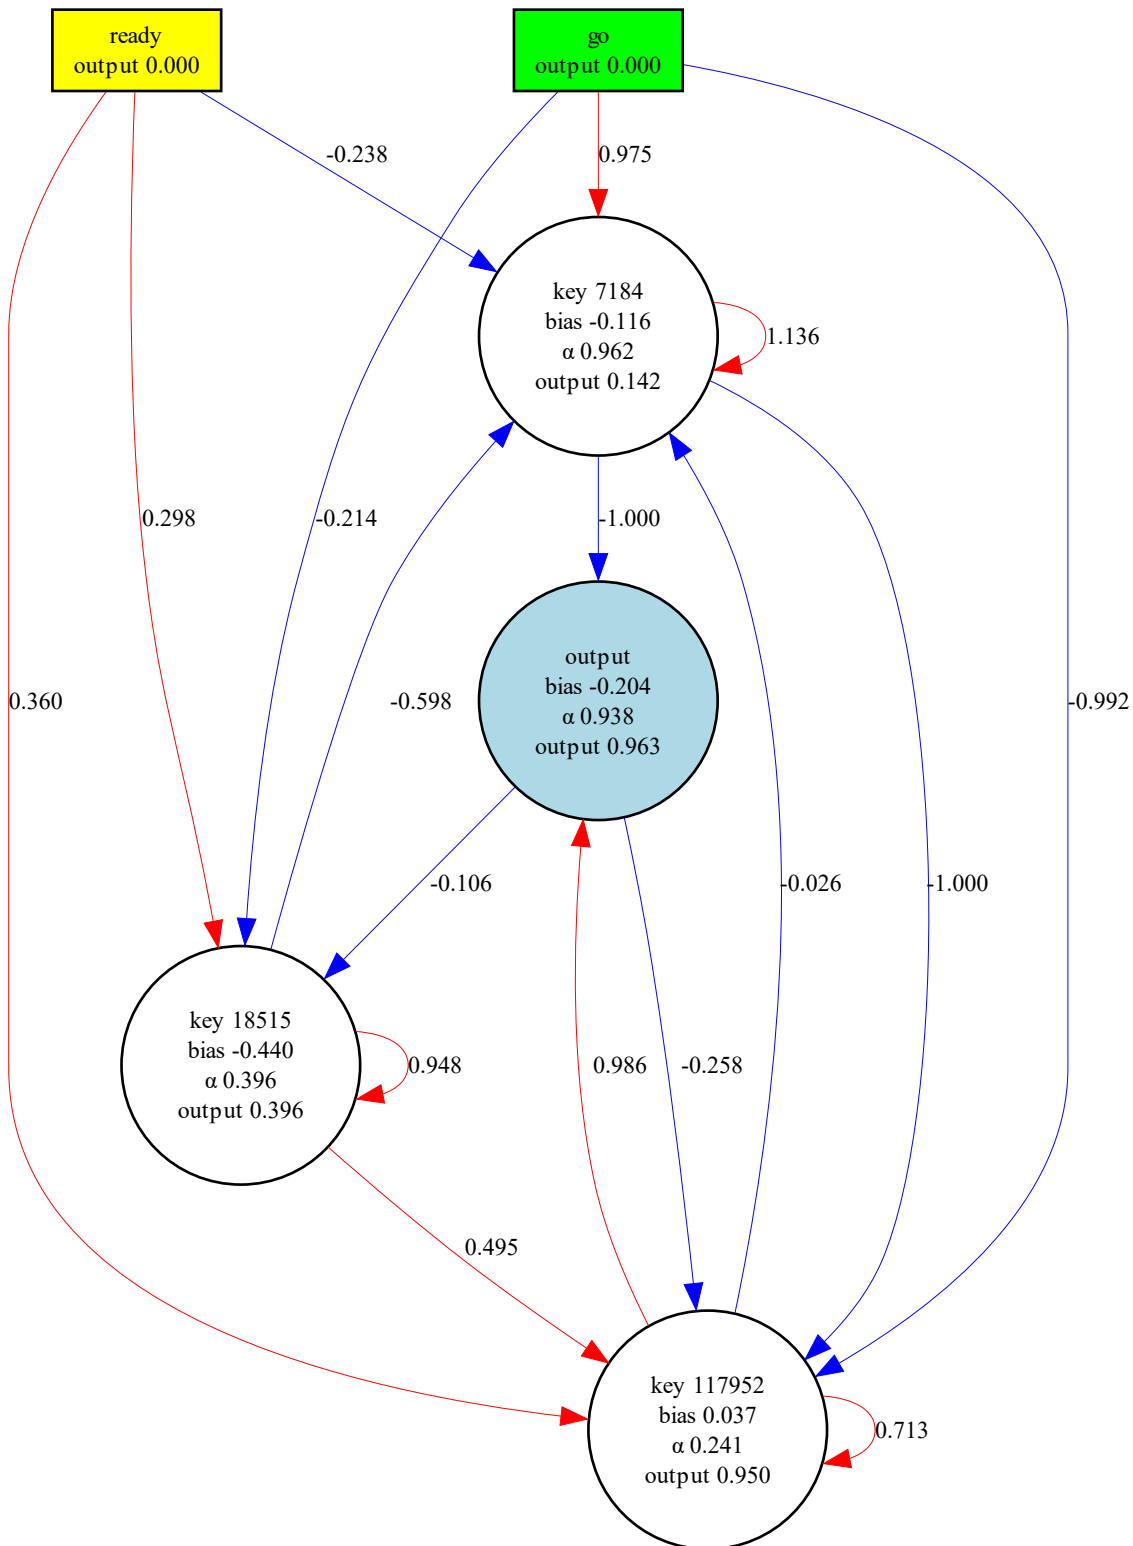 ready
output 0.000
go
output 0.000
-0.238
0.975
key 7184
bias -0.116
α 0.962
output 0.142
1.136
0.298
-0.214
-1.000
output
bias -0.204
α 0.938
output 0.963
0.360
-0.598
-0.992
-0.106
-0.026
-1.000
key 18515
bias -0.440
α 0.396
output 0.396
0.948
0.986
-0.258
0.495
key 117952
bias 0.037
α 0.241
output 0.950
0.713